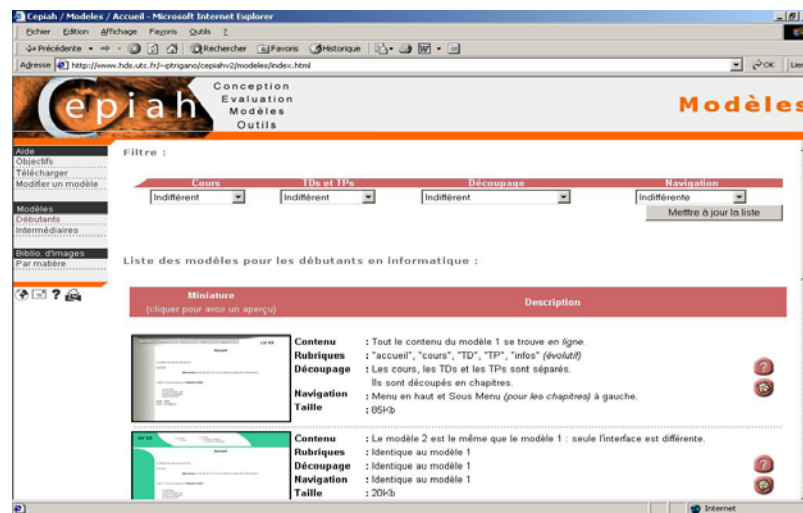 Cepiah / Modeles / Accueil - Microsoft Internet Explorer
Fichier Edition Affichage Favoris Outils ?
Précédente Rechercher Favoris Historique
Adresse http://www.hds.utc.fr/~ptrigano/cepiahv2/modeles/index.html OK Lien
epiah
Conception
Evaluation
Modèles
Outils
Modèles
Aide
Objectifs
Télécharger
Modifier un modèle
Modèles
Débutants
Intermédiaires
Biblio. d'images
Par matière
Filtre :
Cours TDs et TPs Découpage Navigation
Indifférent Indifférent Indifférent Indifférente
Mettre à jour la liste
Liste des modèles pour les débutants en informatique :
Miniature Description
(cliquer pour avoir un aperçu)
Contenu : Tout le contenu du modèle 1 se trouve en ligne.
Rubriques : "accueil", "cours", "TD", "TP", "infos" (évolutif)
Découpage : Les cours, les TDs et les TPs sont séparés.
Ils sont découpés en chapitres.
Navigation : Menu en haut et Sous Menu (pour les chapitres) à gauche.
Taille : 85Kb
Contenu : Le modèle 2 est le même que le modèle 1 : seule l'interface est différente.
Rubriques : Identique au modèle 1
Découpage : Identique au modèle 1
Navigation : Identique au modèle 1
Taille : 20Kb
Internet